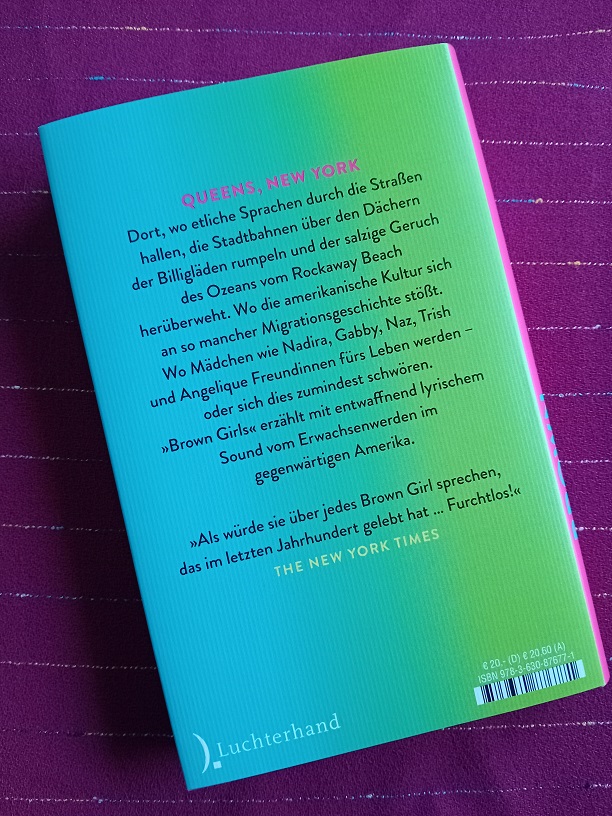 QUEENS, NEW YORK
Dort, wo etliche Sprachen durch die Straßen
hallen, die Stadtbahnen über den Dächern
der Billigläden rumpeln und der salzige Geruch
des Ozeans vom Rockaway Beach
herüberweht. Wo die amerikanische Kultur sich
an so mancher Migrationsgeschichte stößt.
Wo Mädchen wie Nadira, Gabby, Naz, Trish
und Angelique Freundinnen fürs Leben werden –
oder sich dies zumindest schwören.
»Brown Girls« erzählt mit entwaffnend lyrischem
Sound vom Erwachsenwerden im
gegenwärtigen Amerika.
»Als würde sie über jedes Brown Girl sprechen,
das im letzten Jahrhundert gelebt hat ... Furchtlos!«
THE NEW YORK TIMES
€ 20,- (D) € 20,60 (A)
ISBN 978-3-630-87677-1
Luchterhand